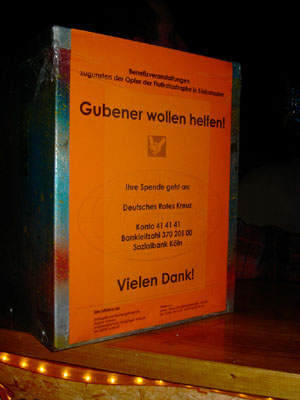 Benefizveranstaltungen
zugunsten der Opfer der Flutkatastrophe in Südostasien
Gubener wollen helfen!
Ihre Spende geht an:
Deutsches Rotes Kreuz
Konto 41 41 41
Bankleitzahl 370 205 00
Sozialbank Köln
Vielen Dank!